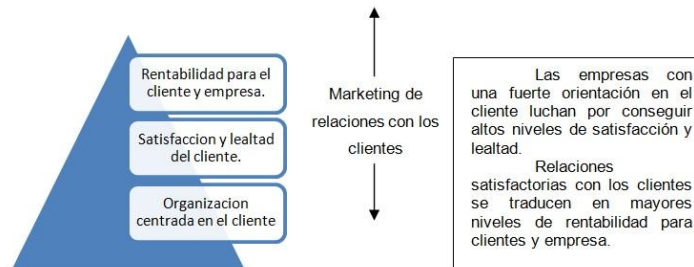 Rentabilidad para el
cliente y empresa.
Satisfaccion y lealtad
del cliente.
Organizacion
centrada en el cliente
Marketing de
relaciones con los
clientes
Las empresas con
una fuerte orientación en el
cliente luchan por conseguir
altos niveles de satisfacción y
lealtad.
Relaciones
satisfactorias con los clientes
se traducen en mayores
niveles de rentabilidad para
clientes y empresa.